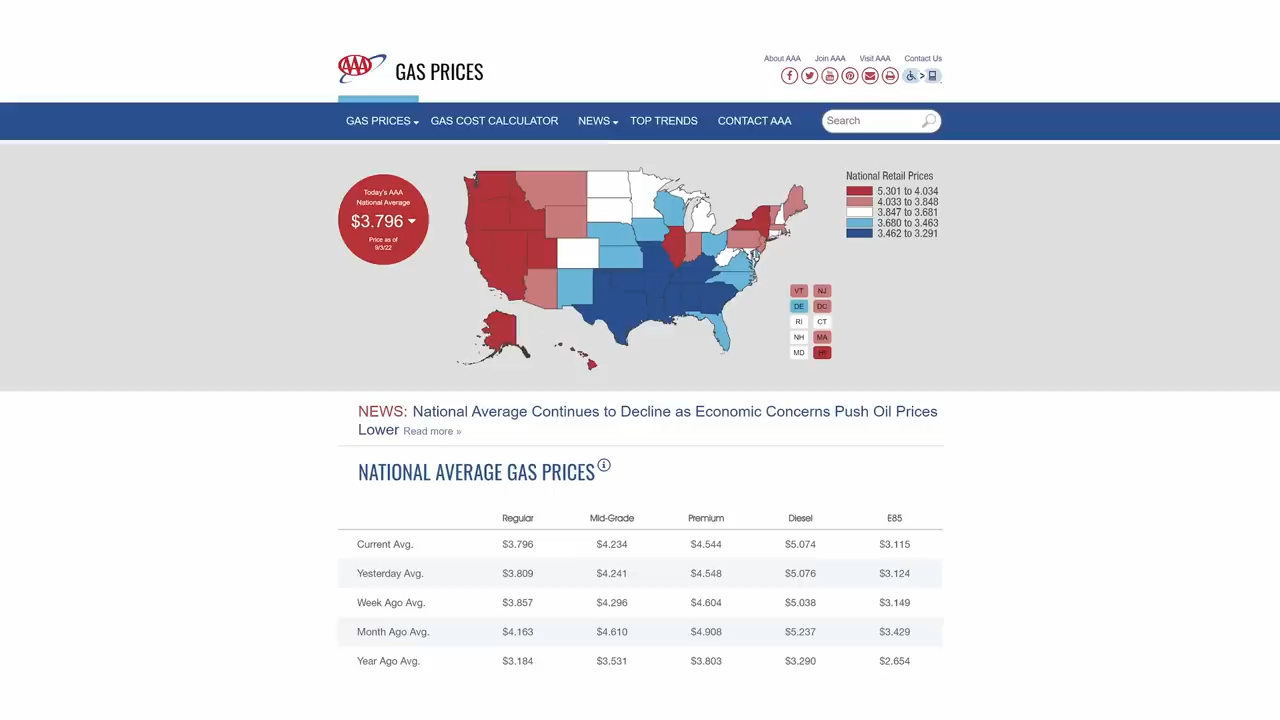 AAA
GAS PRICES
About AAA Join AAA Visit AAA Contact Us
GAS PRICES GAS COST CALCULATOR NEWS TOP TRENDS CONTACT AAA Search
Today's AAA
National Average
$3.796
Price as of
9/3/22
National Retail Prices
5.301 to 4.034
4.033 to 3.848
3.847 to 3.681
3.680 to 3.463
3.462 to 3.291
VT NJ
DE DC
RI CT
NH MA
MD HI
NEWS: National Average Continues to Decline as Economic Concerns Push Oil Prices
Lower Read more »
NATIONAL AVERAGE GAS PRICES
Regular Mid-Grade Premium Diesel E85
Current Avg. $3.796 $4.234 $4.544 $5.074 $3.115
Yesterday Avg. $3.809 $4.241 $4.548 $5.076 $3.124
Week Ago Avg. $3.857 $4.296 $4.604 $5.038 $3.149
Month Ago Avg. $4.163 $4.610 $4.908 $5.237 $3.429
Year Ago Avg. $3.184 $3.531 $3.803 $3.290 $2.654